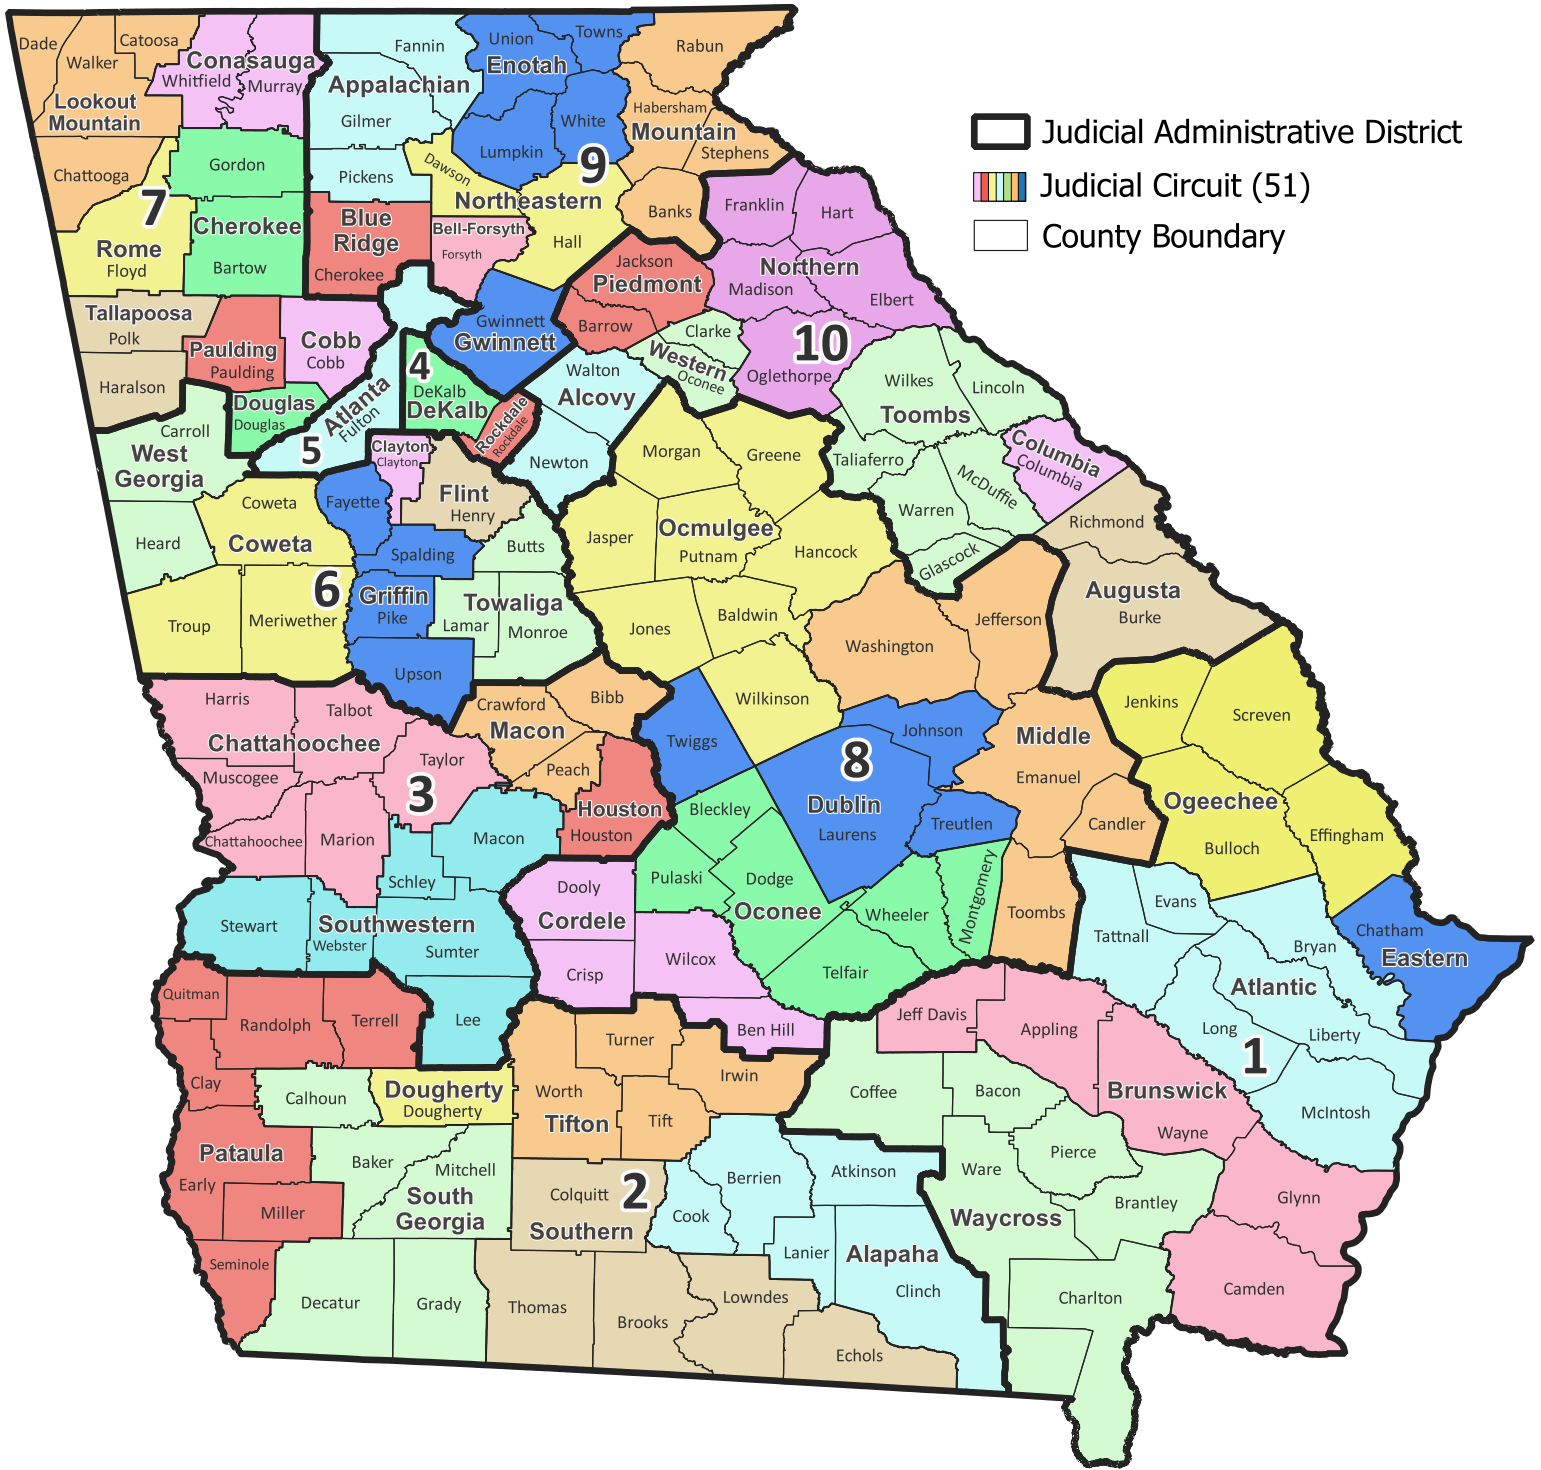 Judicial Administrative District
Judicial Circuit (51)
County Boundary
Dade
Walker
Catoosa
Lookout
Mountain
Chattooga
Conasauga
Whitfield
Murray
Fannin
Appalachian
Gilmer
Pickens
Union
Towns
Enotah
White
Lumpkin
9
Rabun
Habersham
Mountain
Stephens
Banks
Gordon
Cherokee
Bartow
7
Rome
Floyd
Blue
Ridge
Cherokee
Dawson
Northeastern
Hall
Bell-Forsyth
Forsyth
Franklin
Hart
Northern
Madison
Elbert
10
Oglethorpe
Jackson
Piedmont
Barrow
Tallapoosa
Polk
Haralson
Paulding
Paulding
Cobb
Cobb
Gwinnett
Gwinnett
Clarke
Western
Oconee
Walton
Alcovy
Newton
4
DeKalb
DeKalb
Rockdale
Rockdale
Douglas
Douglas
Atlanta
Fulton
5
Carroll
West
Georgia
Heard
Clayton
Clayton
Flint
Henry
Wilkes
Lincoln
Toombs
Taliaferro
McDuffie
Warren
Glascock
Columbia
Columbia
Richmond
Augusta
Burke
Morgan
Greene
Jasper
Ocmulgee
Putnam
Hancock
Jones
Baldwin
Wilkinson
Coweta
Coweta
6
Troup
Meriwether
Fayette
Spalding
Griffin
Pike
Upson
Butts
Towaliga
Lamar
Monroe
Washington
Jefferson
Johnson
Middle
Emanuel
Candler
Toombs
Jenkins
Screven
Ogeechee
Bulloch
Effingham
Harris
Talbot
Chattahoochee
Taylor
Muscogee
3
Chattahoochee
Marion
Crawford
Bibb
Macon
Peach
Houston
Houston
Twiggs
8
Dublin
Laurens
Treutlen
Bleckley
Pulaski
Dodge
Oconee
Wheeler
Montgomery
Telfair
Macon
Schley
Stewart
Southwestern
Webster
Sumter
Lee
Dooly
Cordele
Crisp
Wilcox
Ben Hill
Evans
Tattnall
Bryan
Atlantic
Long
Liberty
1
McIntosh
Chatham
Eastern
Quitman
Randolph
Terrell
Clay
Pataula
Early
Miller
Seminole
Calhoun
Dougherty
Dougherty
Baker
Mitchell
South
Georgia
Decatur
Grady
Turner
Worth
Irwin
Tifton
Tift
Colquitt
2
Southern
Thomas
Brooks
Lowndes
Echols
Berrien
Atkinson
Cook
Lanier
Alapaha
Clinch
Jeff Davis
Appling
Brunswick
Wayne
Glynn
Camden
Coffee
Bacon
Pierce
Ware
Brantley
Waycross
Charlton